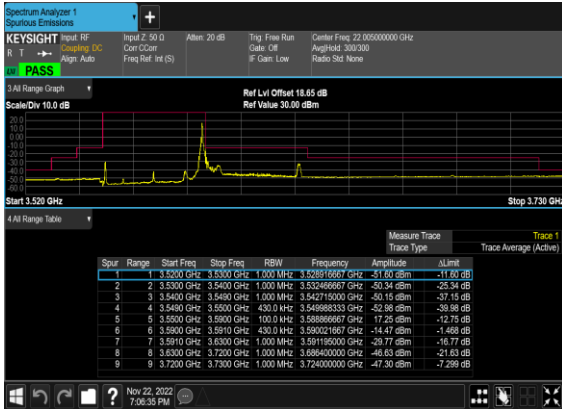 Spectrum Analyzer 1
Spurious Emissions
KEYSIGHT Input: RF Input Z: 50 Ω Atten: 20 dB Trig: Free Run Center Freq: 22.005000000 GHz
R T Coupling: DC Corr CCorr Gate: Off Avg|Hold: 300/300
Align: Auto Freq Ref: Int (S) IF Gain: Low Radio Std: None
PASS
3 All Range Graph Ref Lvl Offset 18.65 dB
Scale/Div 10.0 dB Ref Value 30.00 dBm
20.0
10.0
0.00
-10.0
-20.0
-30.0
-40.0
-50.0
-60.0
Start 3.520 GHz Stop 3.730 GHz
4 All Range Table
Measure Trace Trace 1
Trace Type Trace Average (Active)
Spur Range Start Freq Stop Freq RBW Frequency Amplitude ΔLimit
1 1 3.5200 GHz 3.5300 GHz 1.000 MHz 3.528916667 GHz -51.60 dBm -11.60 dB
2 2 3.5300 GHz 3.5400 GHz 1.000 MHz 3.532466667 GHz -50.34 dBm -25.34 dB
3 3 3.5400 GHz 3.5490 GHz 1.000 MHz 3.542715000 GHz -50.15 dBm -37.15 dB
4 4 3.5490 GHz 3.5500 GHz 430.0 kHz 3.549988333 GHz -52.98 dBm -39.98 dB
5 5 3.5500 GHz 3.5900 GHz 100.0 kHz 3.588866667 GHz 17.25 dBm -12.75 dB
6 6 3.5900 GHz 3.5910 GHz 430.0 kHz 3.590021667 GHz -14.47 dBm -1.468 dB
7 7 3.5910 GHz 3.6300 GHz 1.000 MHz 3.591195000 GHz -29.77 dBm -16.77 dB
8 8 3.6300 GHz 3.7200 GHz 1.000 MHz 3.686400000 GHz -46.63 dBm -21.63 dB
9 9 3.7200 GHz 3.7300 GHz 1.000 MHz 3.724000000 GHz -47.30 dBm -7.299 dB
Nov 22, 2022
7:06:35 PM